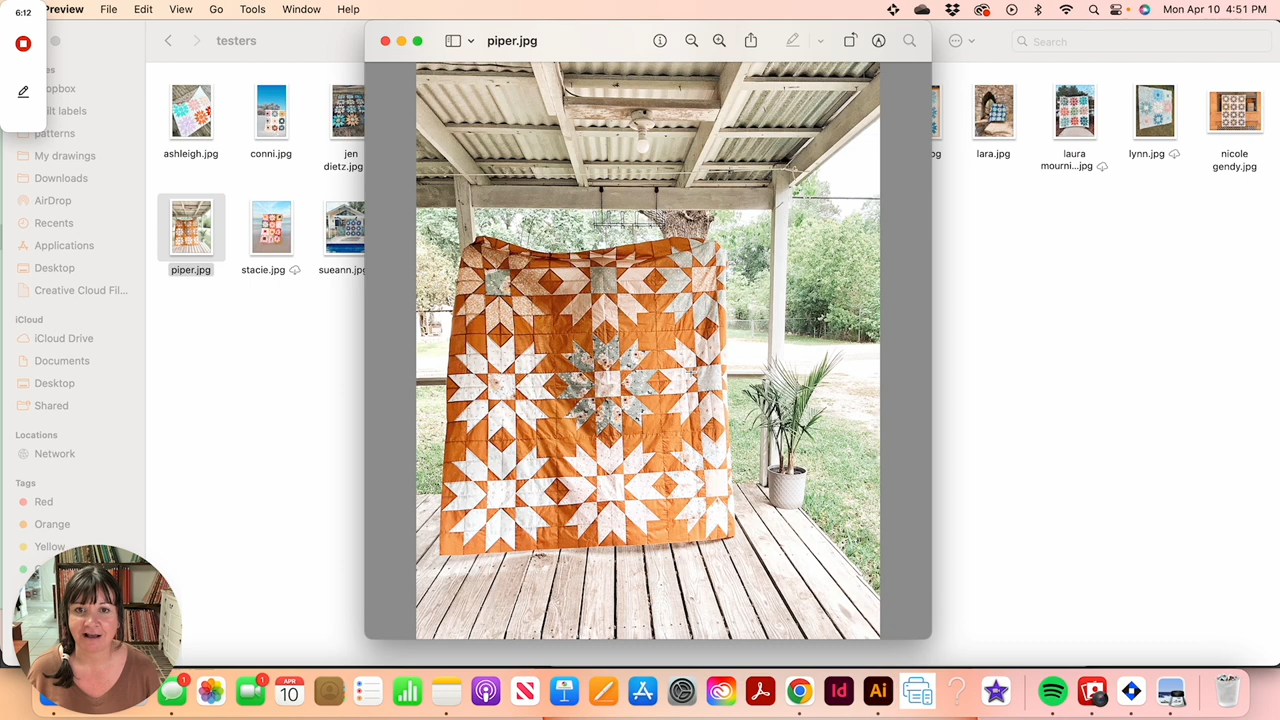 6:12
Preview File Edit View Go Tools Window Help
Mon Apr 10 4:51 PM
testers
piper.jpg
Search
Dropbox
My drawings
patterns
Downloads
AirDrop
Recents
Applications
Desktop
Creative Cloud Fil...
iCloud
iCloud Drive
Documents
Desktop
Shared
Locations
Network
Tags
Red
Orange
Yellow
ashleigh.jpg
conni.jpg
jen
dietz.jpg
lara.jpg
laura
mourni...jpg
lynn.jpg
nicole
gendy.jpg
piper.jpg
stacie.jpg
sueann.jpg
1
1
APR
10
Id
Ai